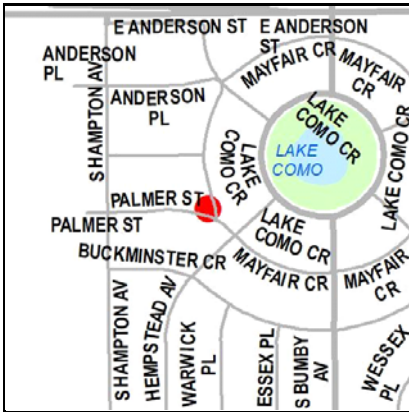 E ANDERSON ST
E ANDERSON
ST
ANDERSON
PL
MAYFAIR CR
MAYFAIR
CR
S HAMPTON AV
ANDERSON
PL
LAKE
COMO CR
LAKE
COMO CR
LAKE
COMO
LAKE COMO CR
PALMER ST
PALMER ST
LAKE
COMO CR
BUCKMINSTER CR
MAYFAIR CR
MAYFAIR
CR
S HAMPTON AV
HEMPSTEAD AV
WARWICK
PL
ESSEX PL
S BUMBY
AV
WESSEX
PL